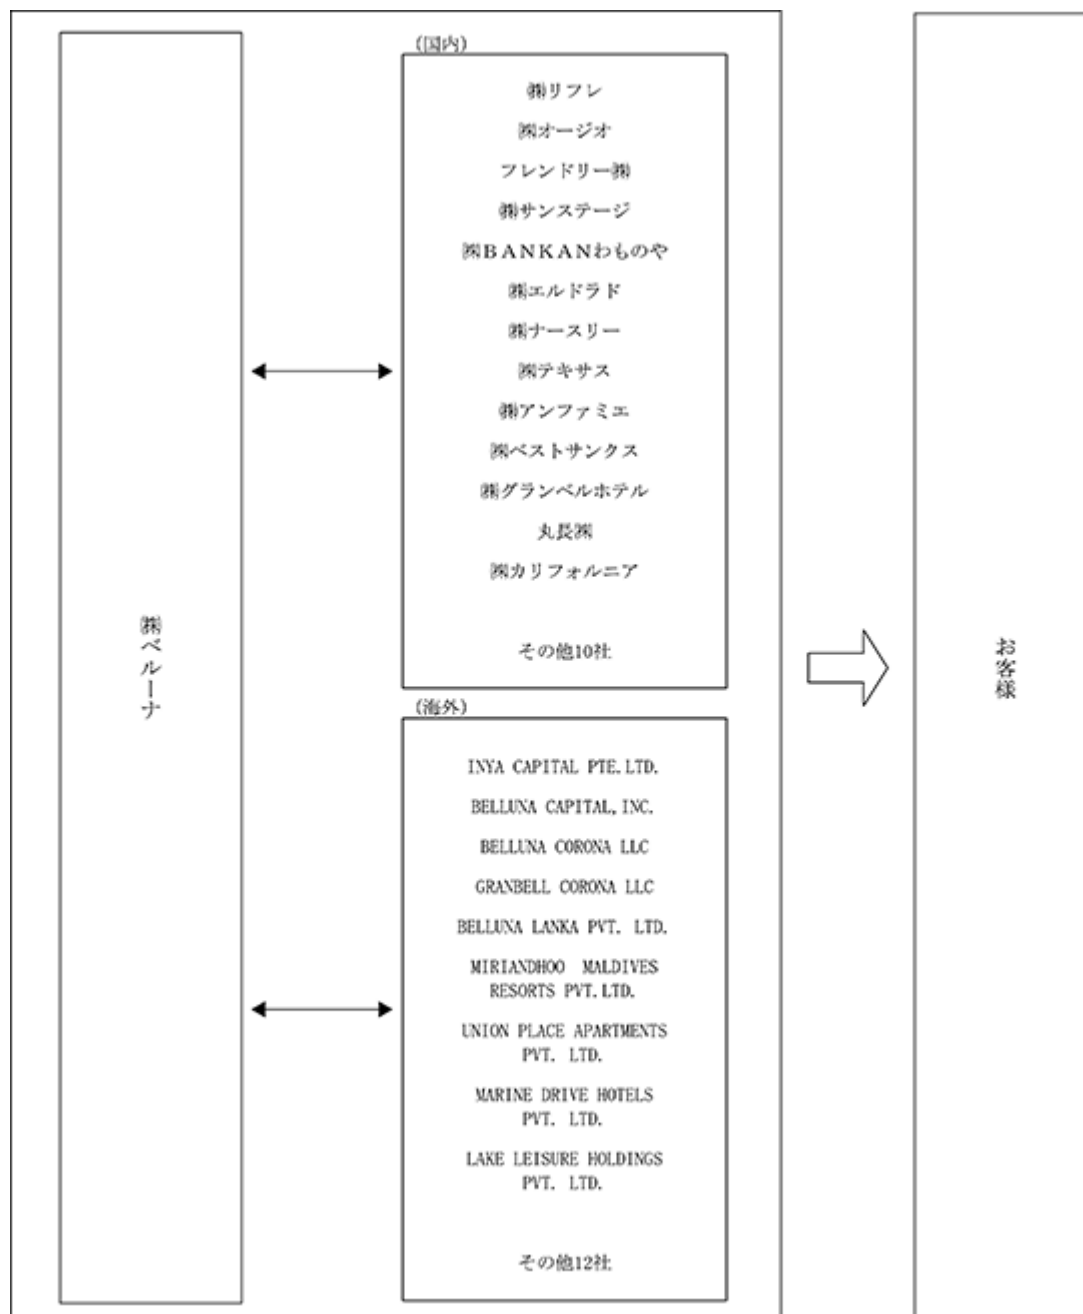 ㈱ベルーナ
(国内)
㈱リフレ
㈱オージオ
フレンドリー㈱
㈱サンステージ
㈱ＢＡＮＫＡＮわものや
㈱エルドラド
㈱ナースリー
㈱テキサス
㈱アンファミエ
㈱ベストサンクス
㈱グランベルホテル
丸長㈱
㈱カリフォルニア
その他10社
(海外)
INYA CAPITAL PTE.LTD.
BELLUNA CAPITAL,INC.
BELLUNA CORONA LLC
GRANBELL CORONA LLC
BELLUNA LANKA PVT. LTD.
MIRIANDHOO MALDIVES
RESORTS PVT.LTD.
UNION PLACE APARTMENTS
PVT. LTD.
MARINE DRIVE HOTELS
PVT. LTD.
LAKE LEISURE HOLDINGS
PVT. LTD.
その他12社
お客様